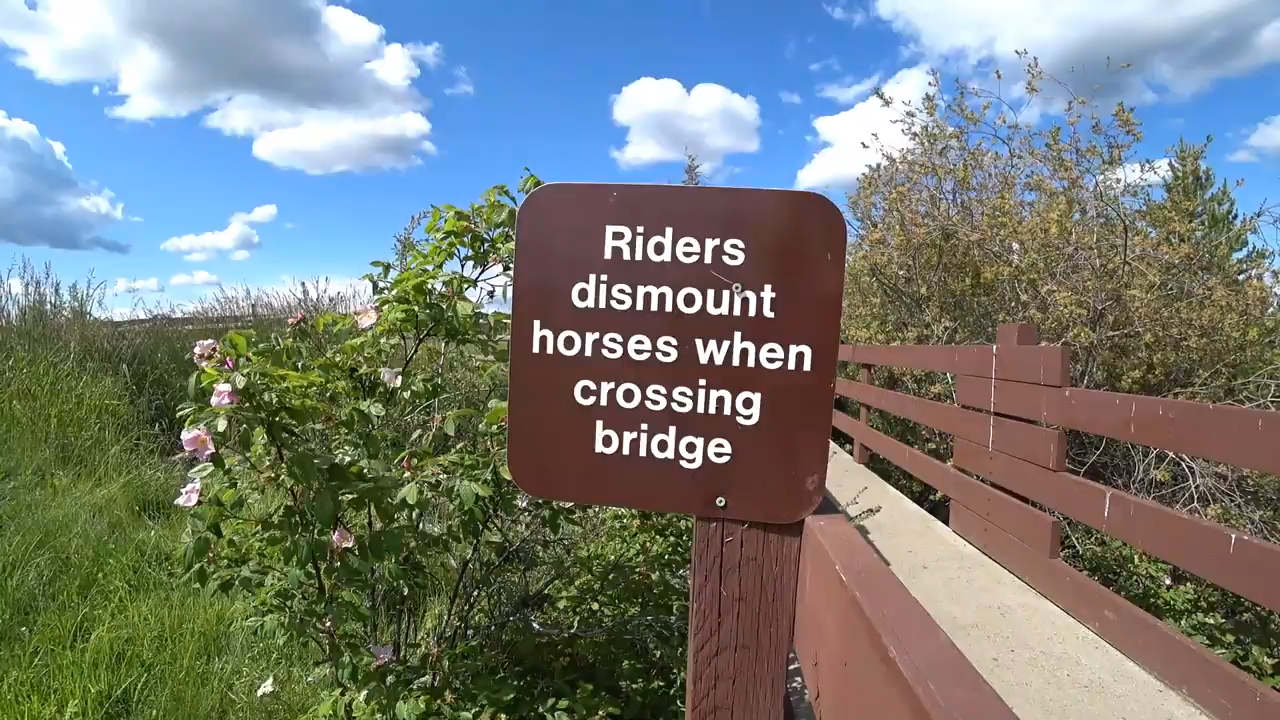 Riders
dismount
horses when
crossing
bridge